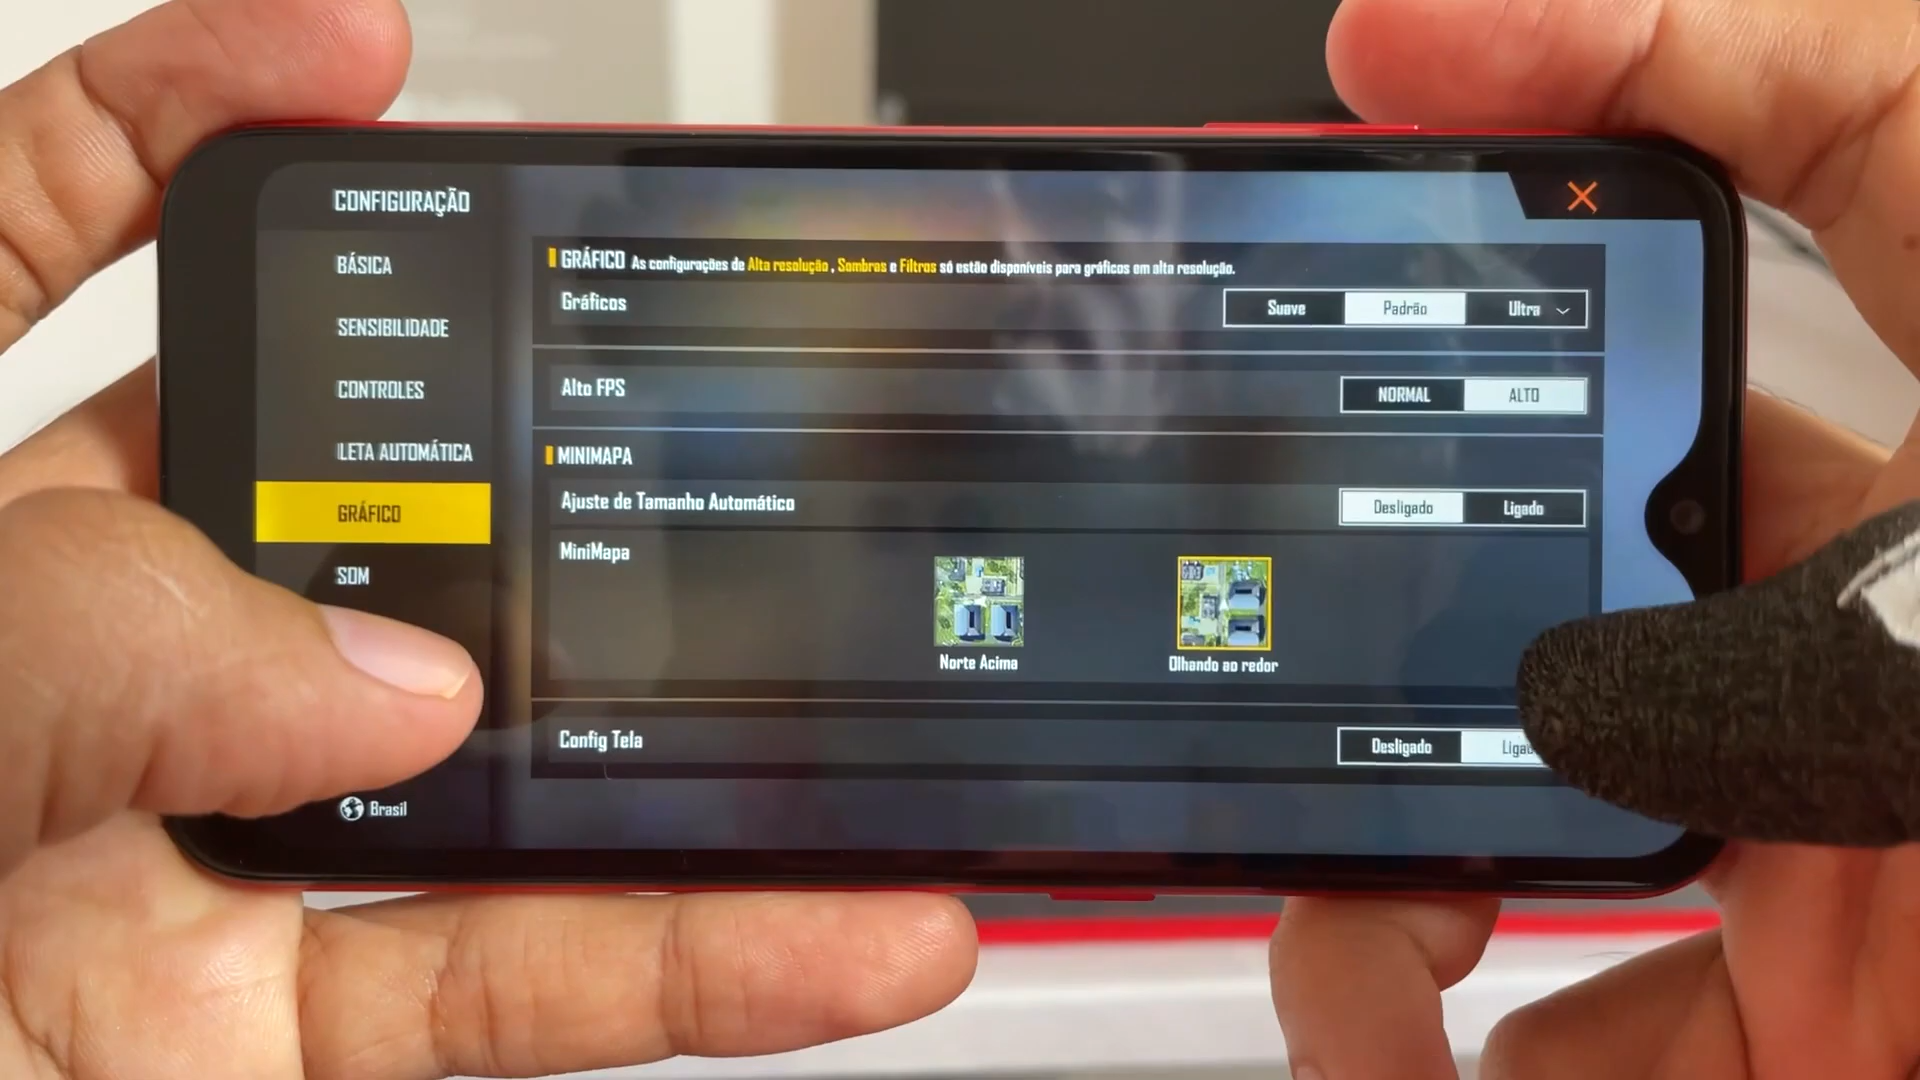 CONFIGURAÇÃO
BÁSICA
SENSIBILIDADE
CONTROLES
LETA AUTOMÁTICA
GRÁFICO
SOM
Brasil
GRÁFICO As configurações de Alta resolução , Sombras e Filtros só estão disponíveis para gráficos em alta resolução.
Gráficos Suave Padrão Ultra
Alto FPS NORMAL ALTO
MINIMAPA
Ajuste de Tamanho Automático Desligado Ligado
MiniMapa
Norte Acima Olhando ao redor
Config Tela Desligado